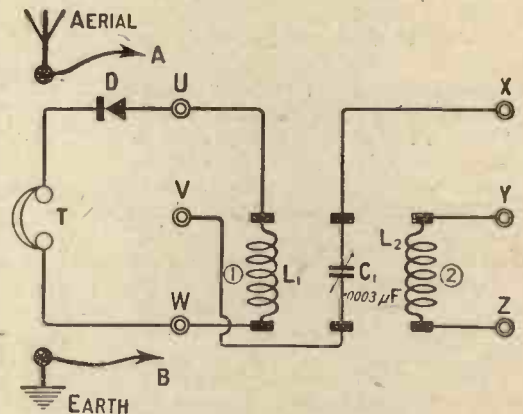 AERIAL
A
D
U
X
T
V
Y
① L₁
C₁
.0003 µF
L₂
②
W
Z
B
EARTH